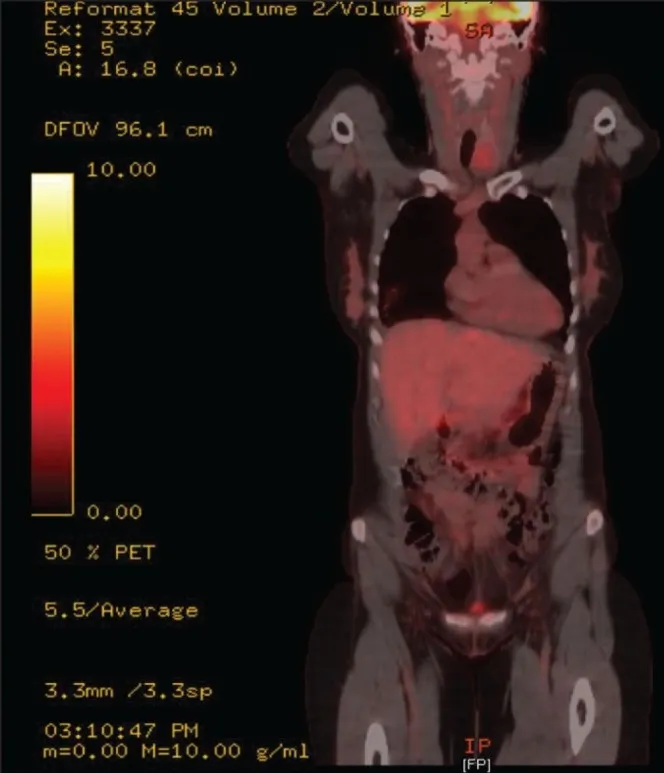 Reformat 45 Volume 2/Volume 1
Ex: 3337
SA
Se: 5
A: 16.8 (coi)
DFOV 96.1 cm
10.00
0.00
50 % PET
5.5/Average
3.3mm /3.3sp
03:10:47 PM
m=0.00 M=10.00 g/ml
IP
[FP]